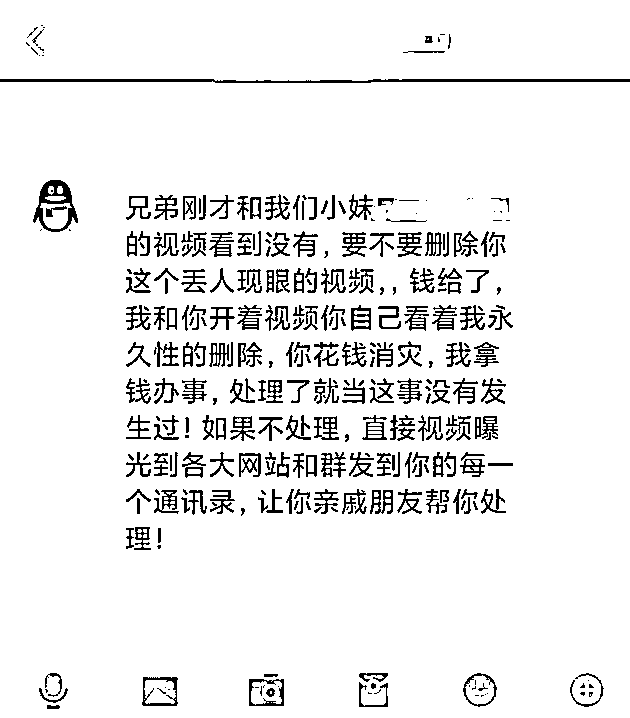 兄弟刚才和我们小妹
的视频看到没有, 要不要删除你
这个丢人现眼的视频,, 钱给了,
我和你开着视频你自己看着我永
久性的删除, 你花钱消灾, 我拿
钱办事, 处理了就当这事没有发
生过! 如果不处理, 直接视频曝
光到各大网站和群发到你的每一
个通讯录, 让你亲戚朋友帮你处
理!